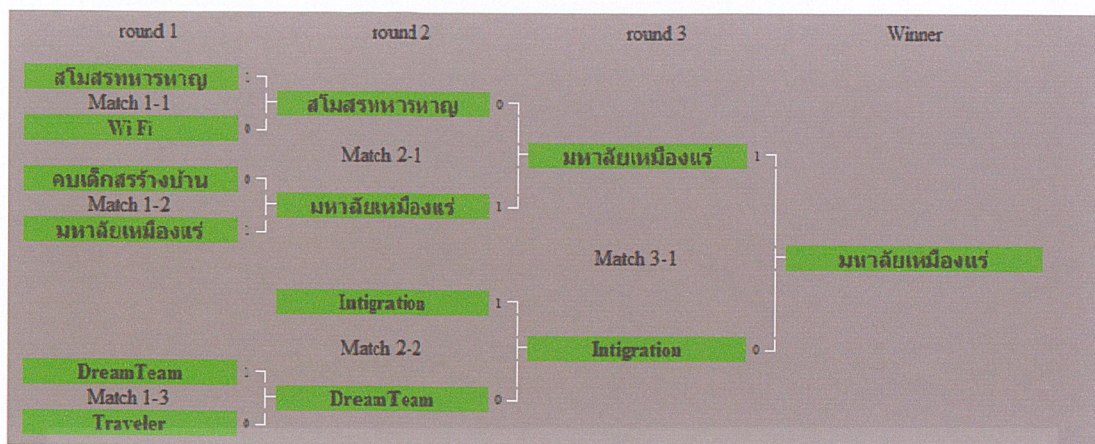 round 1 round 2 round 3 Winner
สโมสรทหารหาญ 1
Match 1-1
Wi Fi 0
สโมสรทหารหาญ 0
Match 2-1
มหาลัยเหมืองแร่ 1
คบเด็กสรร้างบ้าน 0
Match 1-2
มหาลัยเหมืองแร่ 1
มหาลัยเหมืองแร่ 1
Match 3-1
มหาลัยเหมืองแร่
Intigration 1
Match 2-2
Intigration 0
DreamTeam 1
Match 1-3
Traveler 0
DreamTeam 0